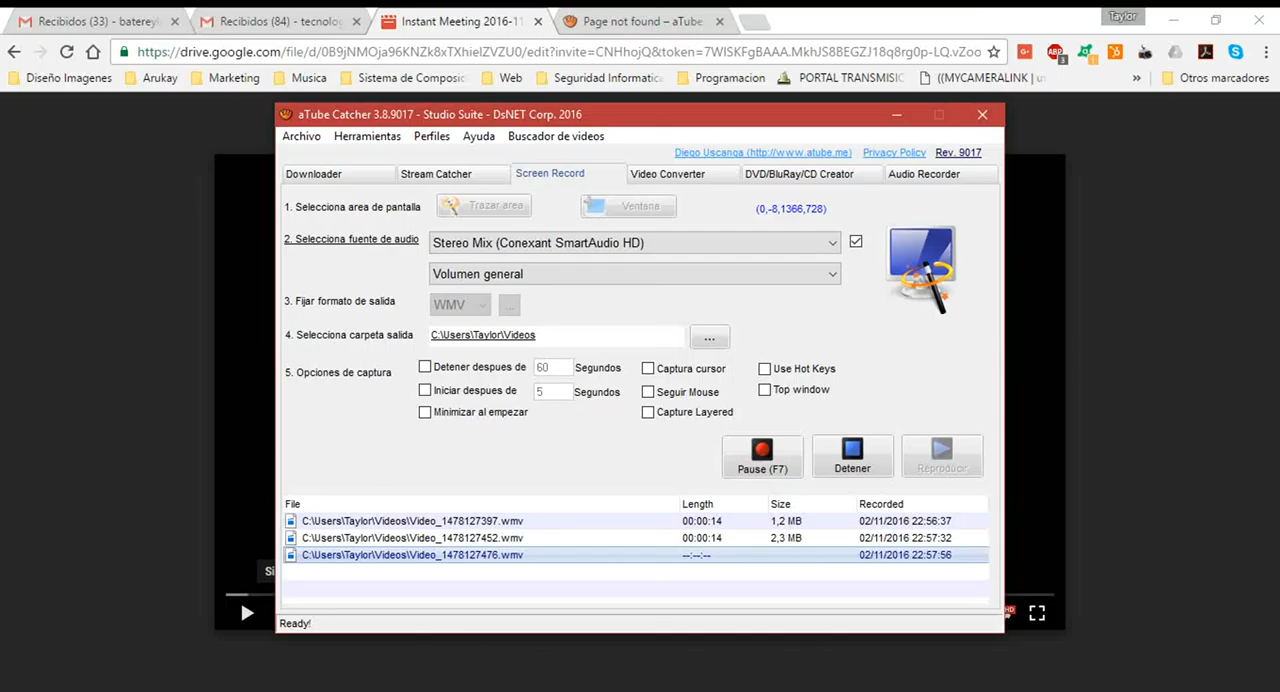 Recibidos (33) - batereyl
Recibidos (84) - tecnolog
Instant Meeting 2016-11
Page not found – aTube
Taylor
https://drive.google.com/file/d/0B9jNMOja96KNZk8xTXhielZVZU0/edit?invite=CNHhojQ&token=7WISKFgBAAA.MkhJS8BEGZJ18q8rg0p-LQ.vZoo
Diseño Imagenes
Arukay
Marketing
Musica
Sistema de Composic
Web
Seguridad Informatica
Programacion
PORTAL TRANSMISIC
((MYCAMERALINK | u
»
Otros marcadores
aTube Catcher 3.8.9017 - Studio Suite - DsNET Corp. 2016
Archivo Herramientas Perfiles Ayuda Buscador de videos
Diego Uscanga (http://www.atube.me) Privacy Policy Rev. 9017
Downloader Stream Catcher Screen Record Video Converter DVD/BluRay/CD Creator Audio Recorder
1. Selecciona area de pantalla Trazar area Ventana (0,-8,1366,728)
2. Selecciona fuente de audio Stereo Mix (Conexant SmartAudio HD)
Volumen general
3. Fijar formato de salida WMV ...
4. Selecciona carpeta salida C:\Users\Taylor\Videos ...
5. Opciones de captura
Detener despues de 60 Segundos Captura cursor Use Hot Keys
Iniciar despues de 5 Segundos Seguir Mouse Top window
Minimizar al empezar Capture Layered
Pause (F7) Detener Reproducir
File Length Size Recorded
C:\Users\Taylor\Videos\Video_1478127397.wmv 00:00:14 1,2 MB 02/11/2016 22:56:37
C:\Users\Taylor\Videos\Video_1478127452.wmv 00:00:14 2,3 MB 02/11/2016 22:57:32
C:\Users\Taylor\Videos\Video_1478127476.wmv --:--:-- 02/11/2016 22:57:56
Si
HD
Ready!